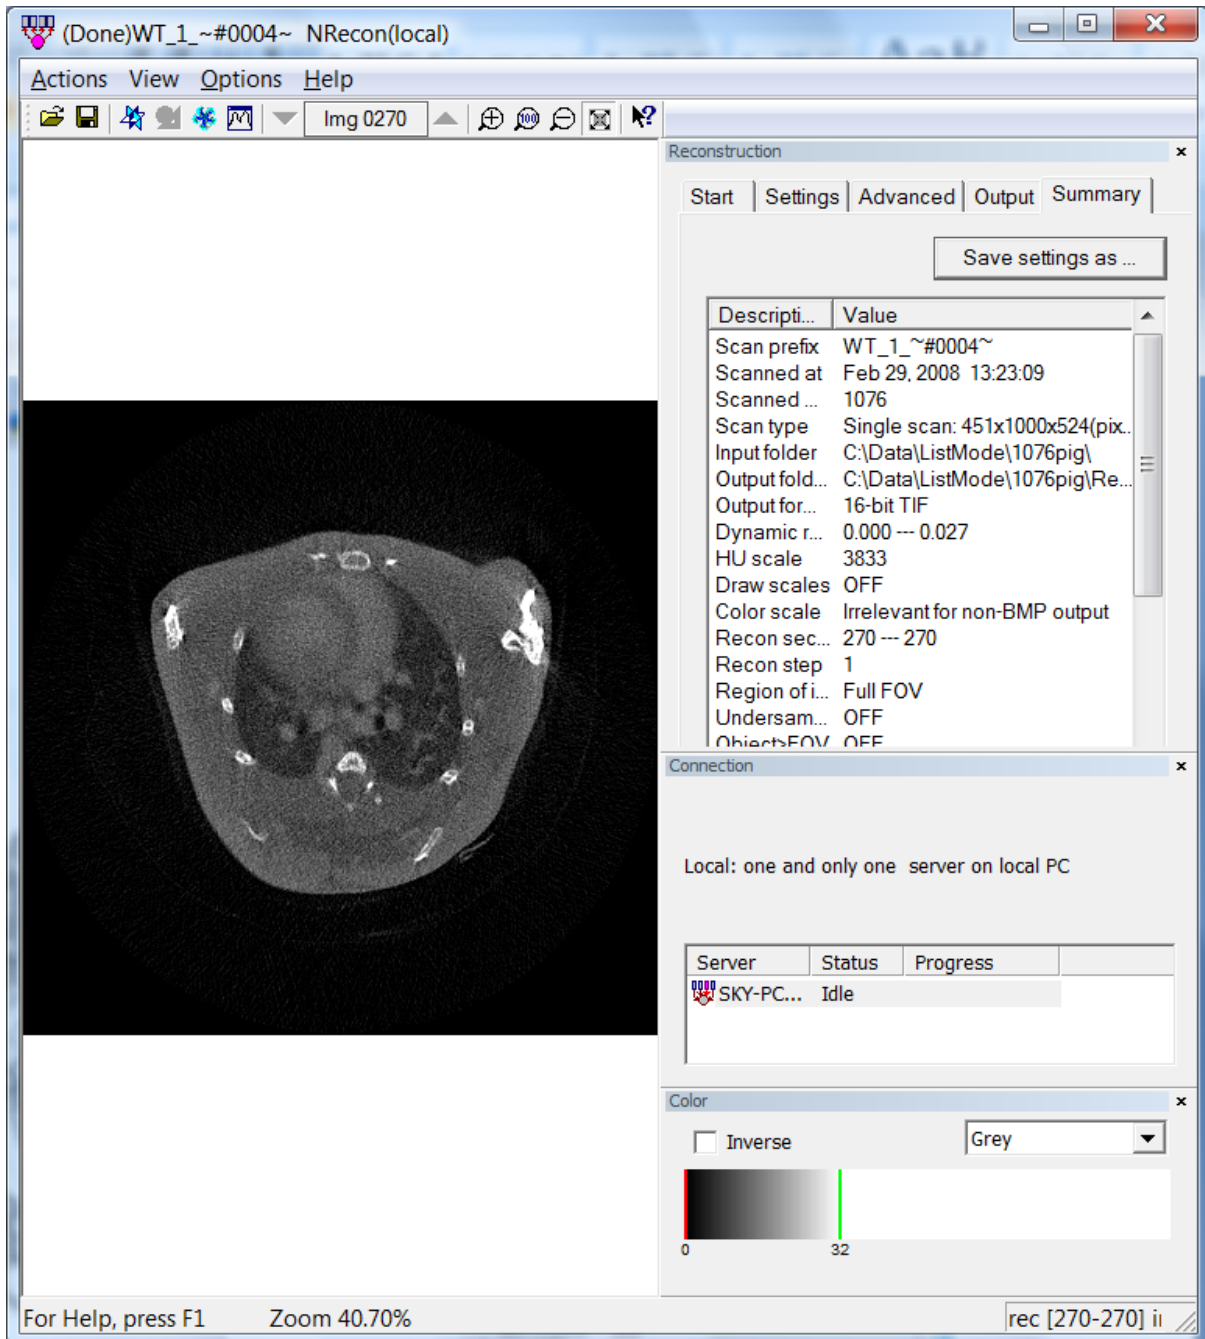 (Done)WT_1_~#0004~ NRecon(local)
Actions View Options Help
Img 0270
Reconstruction
Start Settings Advanced Output Summary
Save settings as ...
Descripti... Value
Scan prefix WT_1_~#0004~
Scanned at Feb 29, 2008 13:23:09
Scanned ... 1076
Scan type Single scan: 451x1000x524(pix..
Input folder C:\Data\ListMode\1076pig\
Output fold... C:\Data\ListMode\1076pig\Re...
Output for... 16-bit TIF
Dynamic r... 0.000 --- 0.027
HU scale 3833
Draw scales OFF
Color scale Irrelevant for non-BMP output
Recon sec... 270 --- 270
Recon step 1
Region of i... Full FOV
Undersam... OFF
Object>FOV OFF
Connection
Local: one and only one server on local PC
Server Status Progress
SKY-PC... Idle
Color
Inverse Grey
0 32
For Help, press F1 Zoom 40.70% rec [270-270]